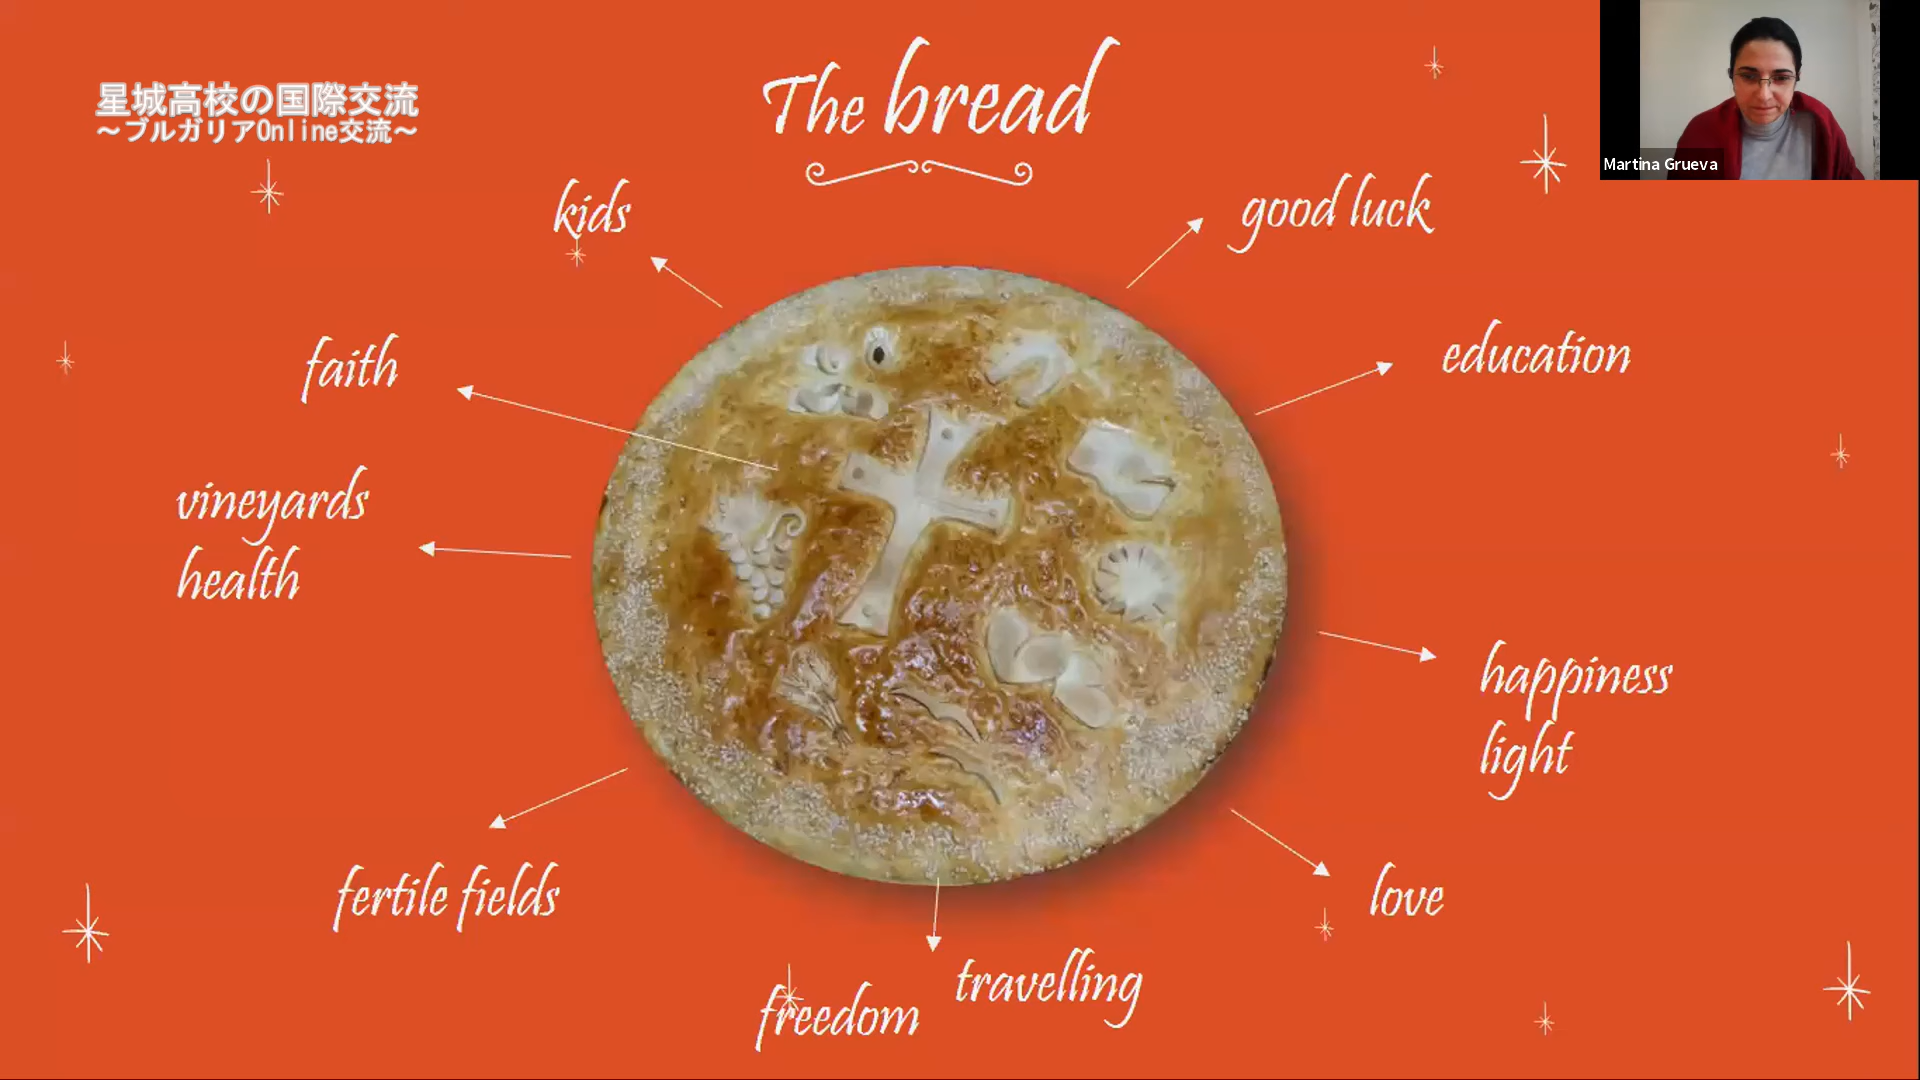 星城高校の国際交流
～ブルガリアOnline交流～
The bread
Martina Grueva
kids
good luck
faith
education
vineyards
health
happiness
light
fertile fields
love
travelling
freedom